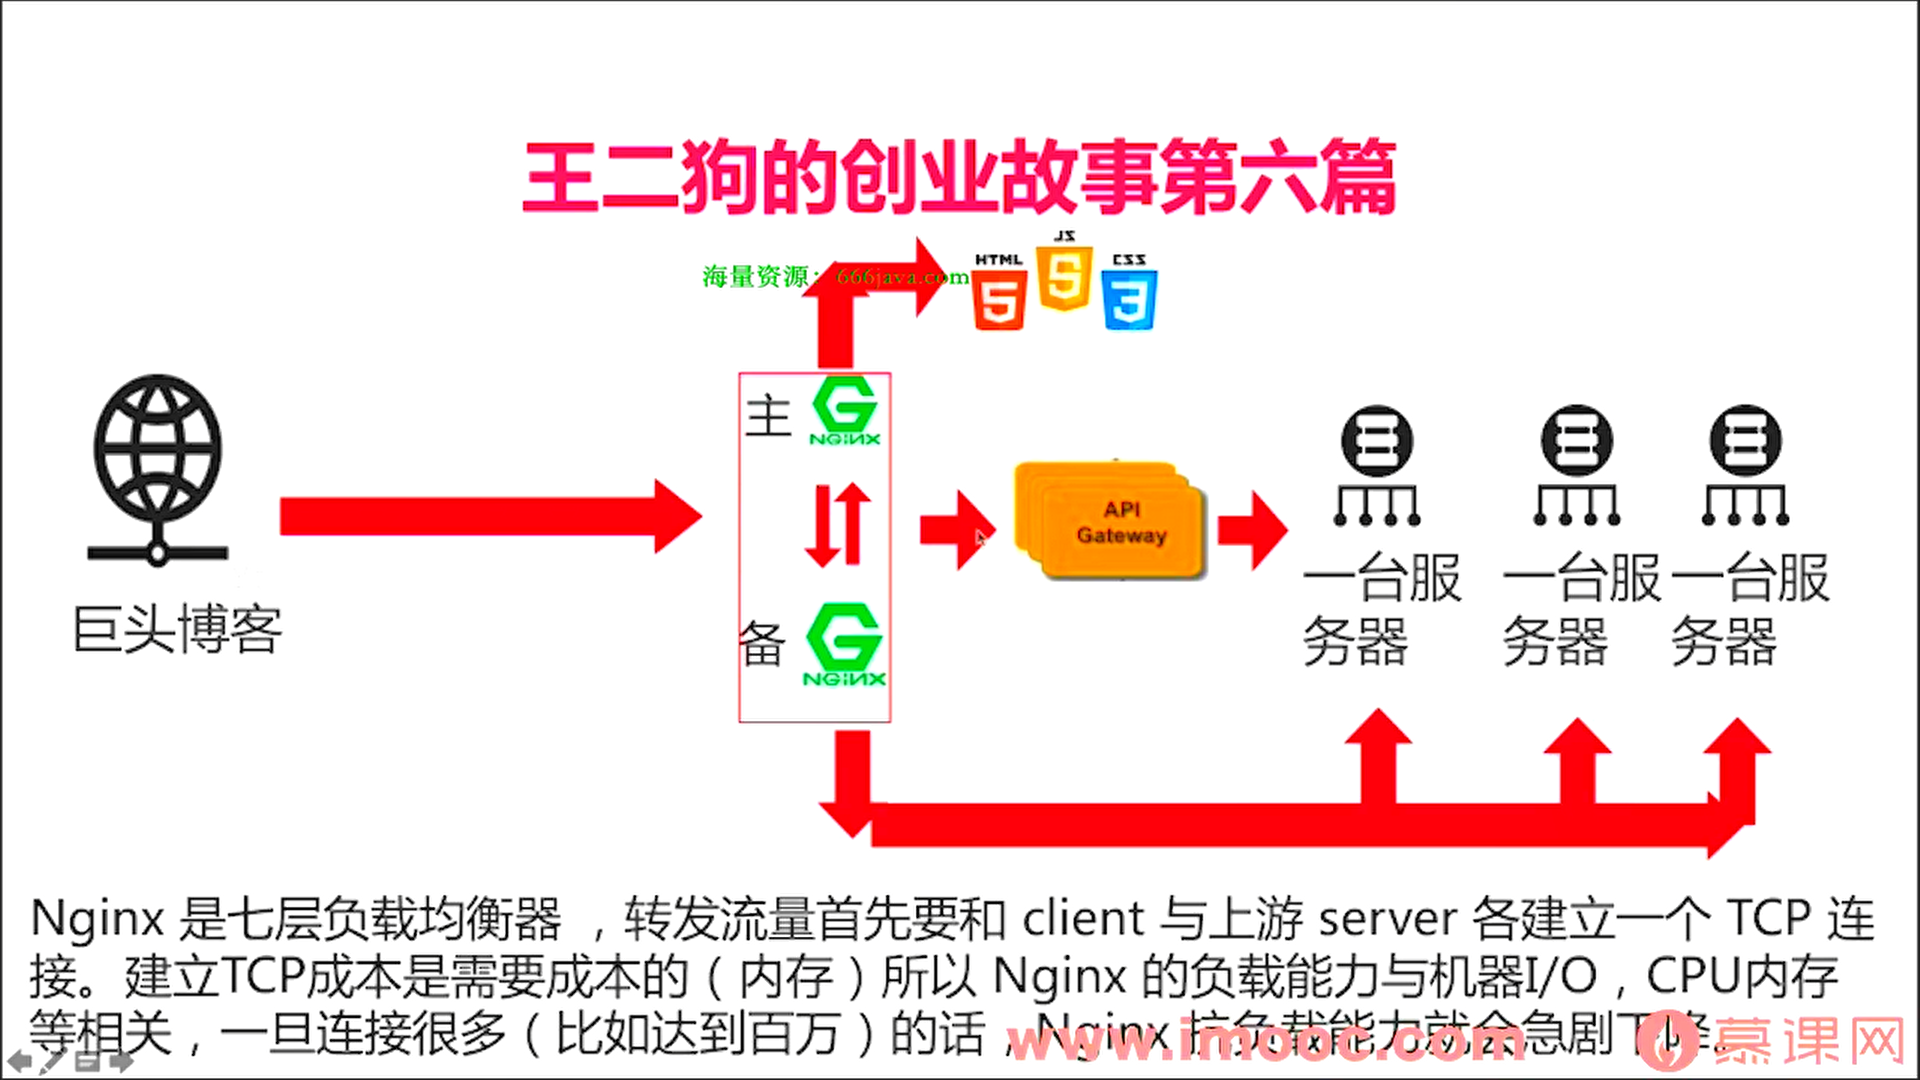 王二狗的创业故事第六篇
海量资源：666java.com
HTML
JS
CSS
5
5
3
主
NGINX
备
NGINX
API
Gateway
巨头博客
一台服
务器
一台服
务器
一台服
务器
Nginx 是七层负载均衡器 ，转发流量首先要和 client 与上游 server 各建立一个 TCP 连
接。建立TCP成本是需要成本的（内存）所以 Nginx 的负载能力与机器I/O，CPU内存
等相关，一旦连接很多（比如达到百万）的话，Nginx 抗负载能力就会急剧下降。
www.imooc.com
慕课网